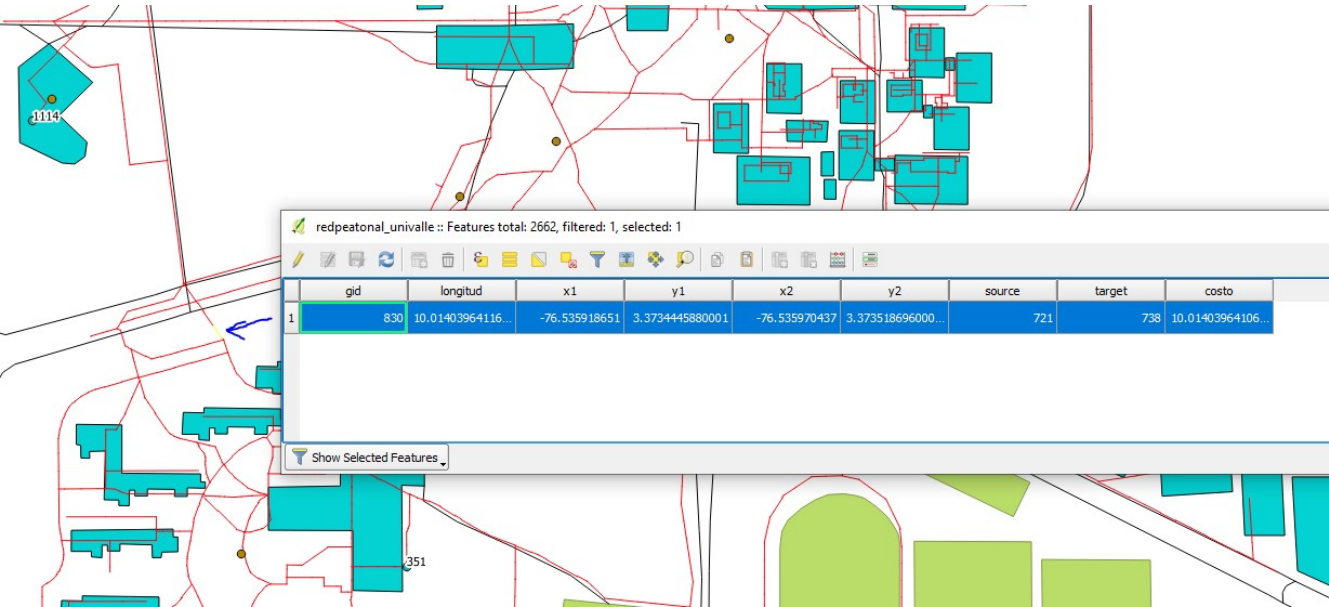 1114
redpeatonal_univalle :: Features total: 2662, filtered: 1, selected: 1
gid longitud x1 y1 x2 y2 source target costo
1 830 10.01403964116... -76.535918651 3.3734445880001 -76.535970437 3.373518696000... 721 738 10.01403964106...
Show Selected Features
351